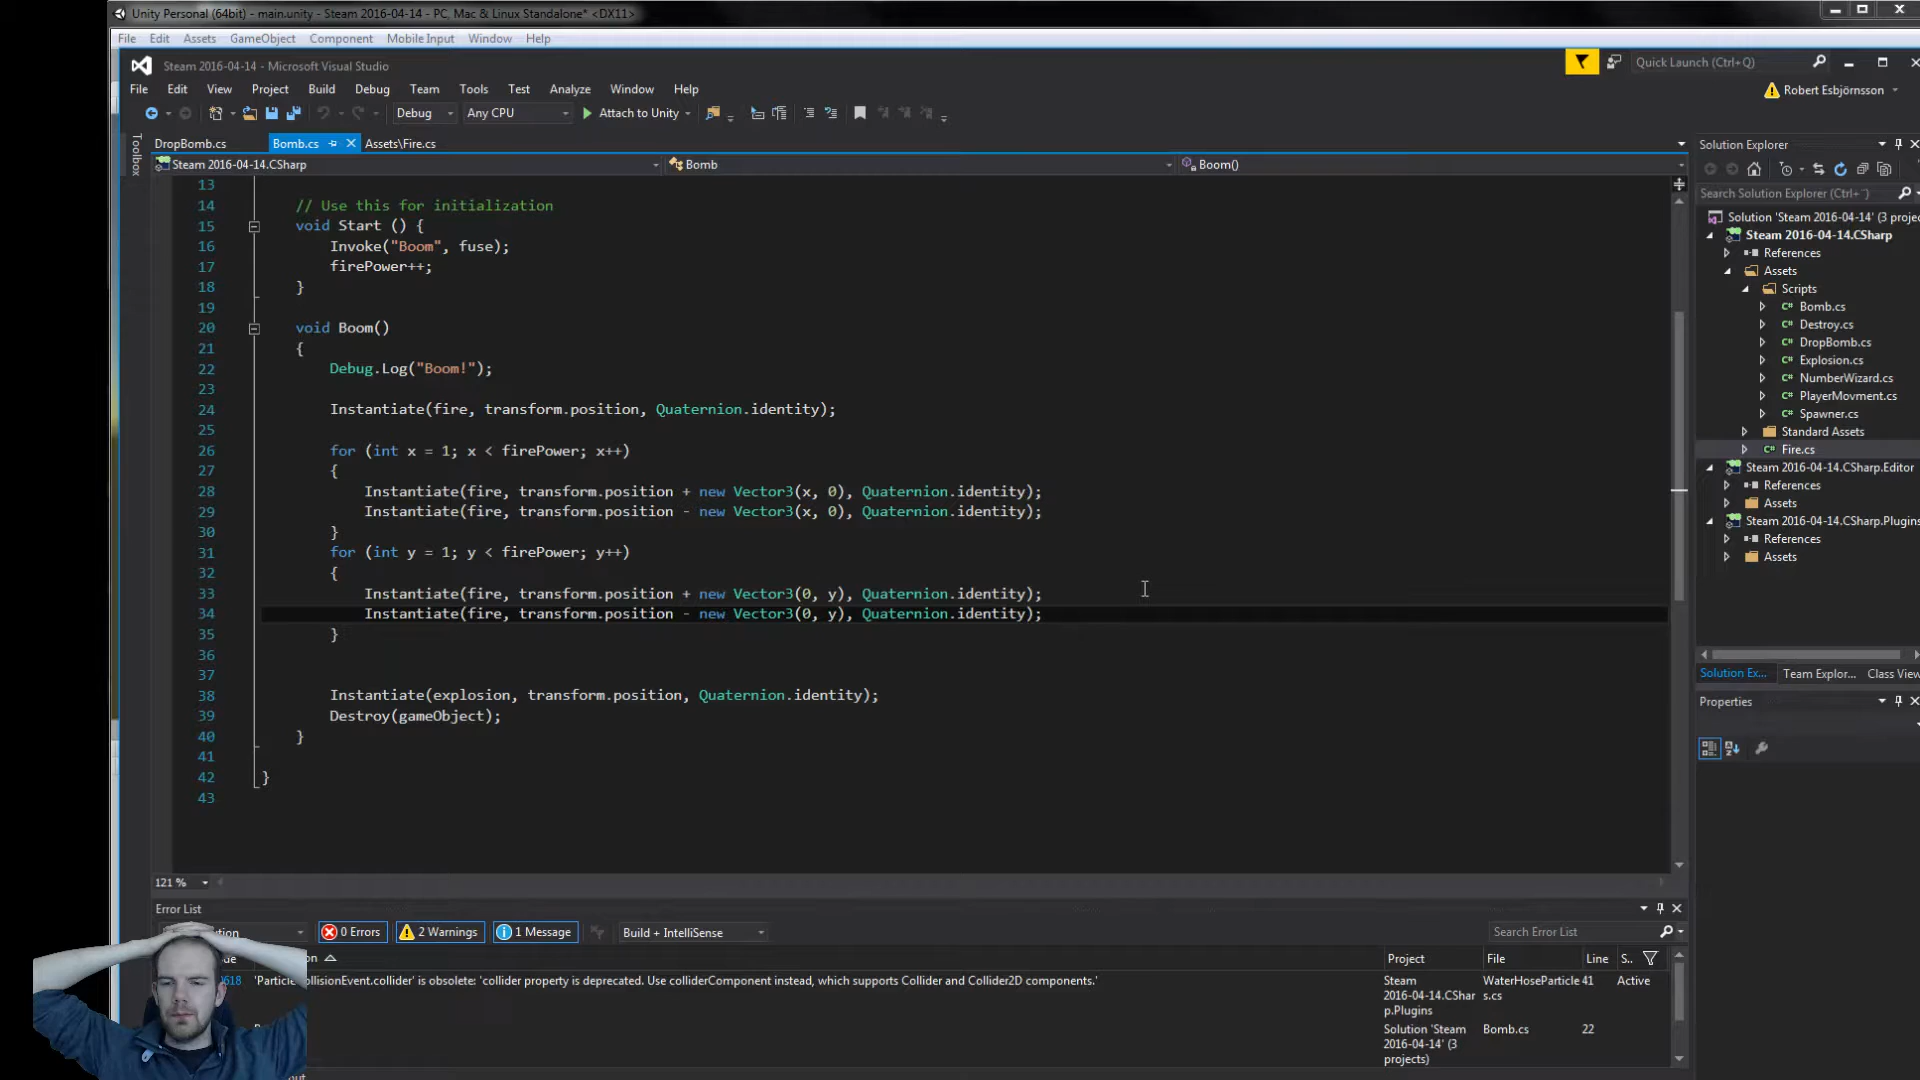 Unity Personal (64bit) - main.unity - Steam 2016-04-14 - PC, Mac & Linux Standalone* <DX11>
File Edit Assets GameObject Component Mobile Input Window Help
Steam 2016-04-14 - Microsoft Visual Studio
Quick Launch (Ctrl+Q)
File Edit View Project Build Debug Team Tools Test Analyze Window Help
Robert Esbjörnsson
Debug Any CPU Attach to Unity
Toolbox
DropBomb.cs Bomb.cs Assets\Fire.cs
Steam 2016-04-14.CSharp Bomb Boom()
13
14 // Use this for initialization
15 void Start () {
16 Invoke("Boom", fuse);
17 firePower++;
18 }
19
20 void Boom()
21 {
22 Debug.Log("Boom!");
23
24 Instantiate(fire, transform.position, Quaternion.identity);
25
26 for (int x = 1; x < firePower; x++)
27 {
28 Instantiate(fire, transform.position + new Vector3(x, 0), Quaternion.identity);
29 Instantiate(fire, transform.position - new Vector3(x, 0), Quaternion.identity);
30 }
31 for (int y = 1; y < firePower; y++)
32 {
33 Instantiate(fire, transform.position + new Vector3(0, y), Quaternion.identity);
34 Instantiate(fire, transform.position - new Vector3(0, y), Quaternion.identity);
35 }
36
37
38 Instantiate(explosion, transform.position, Quaternion.identity);
39 Destroy(gameObject);
40 }
41
42 }
43
121 %
Solution Explorer
Search Solution Explorer (Ctrl+¨)
Solution 'Steam 2016-04-14' (3 projec
Steam 2016-04-14.CSharp
References
Assets
Scripts
Bomb.cs
Destroy.cs
DropBomb.cs
Explosion.cs
NumberWizard.cs
PlayerMovment.cs
Spawner.cs
Standard Assets
Fire.cs
Steam 2016-04-14.CSharp.Editor
References
Assets
Steam 2016-04-14.CSharp.Plugins
References
Assets
Solution Ex... Team Explor... Class View
Properties
Error List
0 Errors 2 Warnings 1 Message Build + IntelliSense Search Error List
Project File Line S..
618 'Partic ollisionEvent.collider' is obsolete: 'collider property is deprecated. Use colliderComponent instead, which supports Collider and Collider2D components.' Steam WaterHoseParticle 41 Active
2016-04-14.CShar s.cs
p.Plugins
Solution 'Steam Bomb.cs 22
2016-04-14' (3
projects)